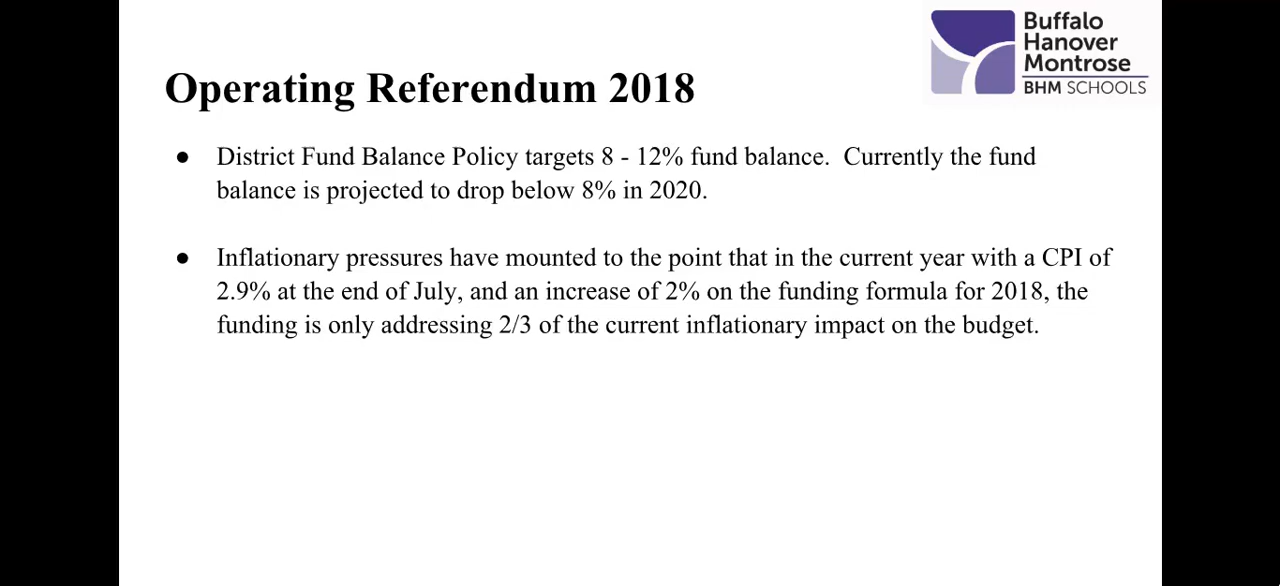 Buffalo
Hanover
Montrose
BHM SCHOOLS
Operating Referendum 2018
● District Fund Balance Policy targets 8 - 12% fund balance.  Currently the fund
balance is projected to drop below 8% in 2020.
● Inflationary pressures have mounted to the point that in the current year with a CPI of
2.9% at the end of July, and an increase of 2% on the funding formula for 2018, the
funding is only addressing 2/3 of the current inflationary impact on the budget.